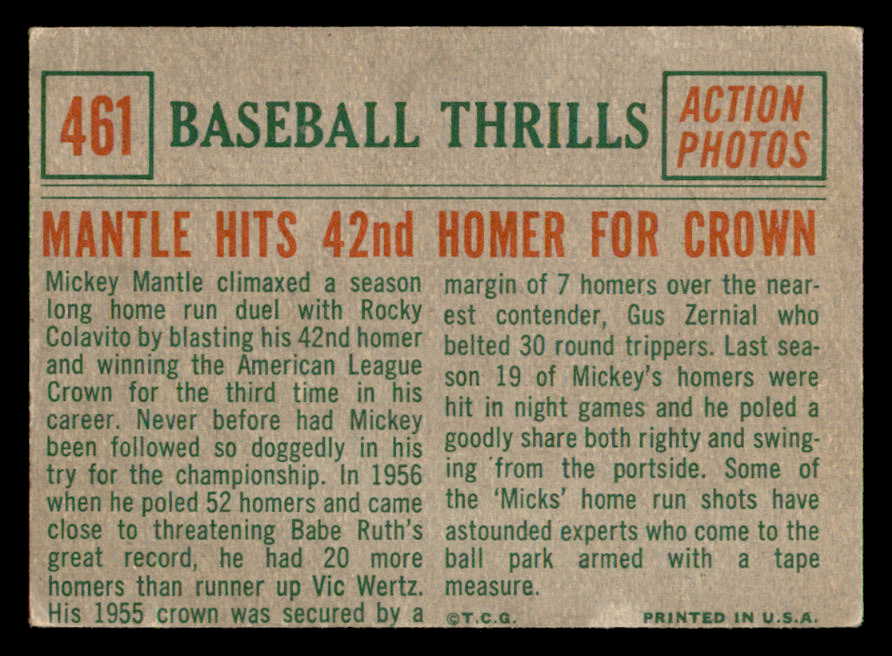 461
BASEBALL THRILLS
ACTION
PHOTOS
MANTLE HITS 42nd HOMER FOR CROWN
Mickey Mantle climaxed a season
long home run duel with Rocky
Colavito by blasting his 42nd homer
and winning the American League
Crown for the third time in his
career. Never before had Mickey
been followed so doggedly in his
try for the championship. In 1956
when he poled 52 homers and came
close to threatening Babe Ruth's
great record, he had 20 more
homers than runner up Vic Wertz.
His 1955 crown was secured by a
margin of 7 homers over the near-
est contender, Gus Zernial who
belted 30 round trippers. Last sea-
son 19 of Mickey's homers were
hit in night games and he poled a
goodly share both righty and swing-
ing from the portside. Some of
the 'Micks' home run shots have
astounded experts who come to the
ball park armed with a tape
measure.
©T.C.G.
PRINTED IN U.S.A.